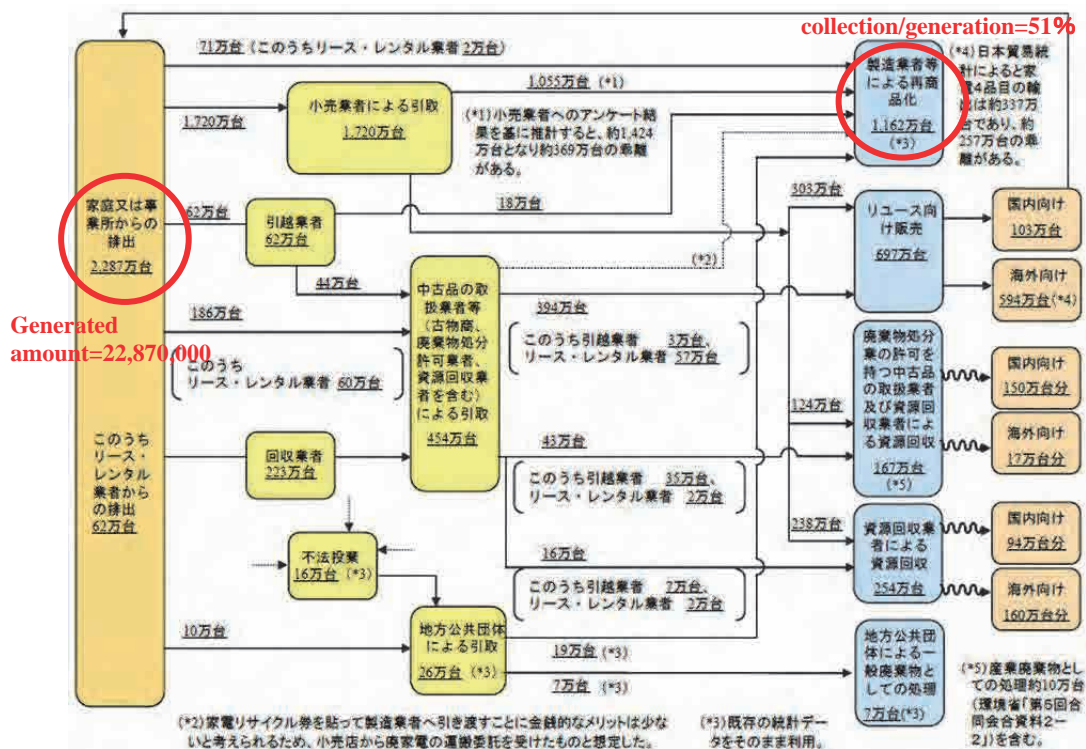 collection/generation=51%
71万台（このうちリース・レンタル業者 2万台）
1,055万台 (*1)
製造業者等
による再商
品化
1,162万台
(*3)
(*4)日本貿易統
計によると家
電4品目の輸
出は約337万
台であり、約
257万台の乖
離がある。
小売業者による引取
1,720万台
1,720万台
(*1)小売業者へのアンケート結
果を基に推計すると、約1,424
万台となり約369万台の乖離
がある。
家庭又は事
業所からの
排出
2,287万台
Generated
amount=22,870,000
62万台
引越業者
62万台
18万台
303万台
リユース向
け販売
697万台
国内向け
103万台
海外向け
594万台(*4)
44万台
(*2)
186万台
このうち
リース・レンタル業者 60万台
中古品の取
扱業者等
（古物商、
廃棄物処分
許可業者、
資源回収業
者を含む）
による引取
454万台
394万台
このうち引越業者 3万台、
リース・レンタル業者 57万台
廃棄物処分
業の許可を
持つ中古品
の取扱業者
及び資源回
収業者によ
る資源回収
167万台
(*5)
124万台
国内向け
150万台分
海外向け
17万台分
このうち
リース・
レンタル
業者から
の排出
62万台
回収業者
223万台
43万台
このうち引越業者 35万台、
リース・レンタル業者 2万台
238万台
資源回収業
者による
資源回収
254万台
国内向け
94万台分
海外向け
160万台分
不法投棄
16万台 (*3)
16万台
このうち引越業者 7万台、
リース・レンタル業者 2万台
10万台
地方公共団体
による引取
26万台 (*3)
19万台 (*3)
7万台 (*3)
地方公共団
体による一
般廃棄物と
しての処理
7万台(*3)
(*5)産業廃棄物とし
ての処理約10万台
（環境省「第6回合
同会合資料2－
2」)を含む。
(*2)家電リサイクル券を貼って製造業者へ引き渡すことに金銭的なメリットは少な
いと考えられるため、小売店から廃家電の運搬委託を受けたものと想定した。
(*3)既存の統計デー
タをそのまま利用。